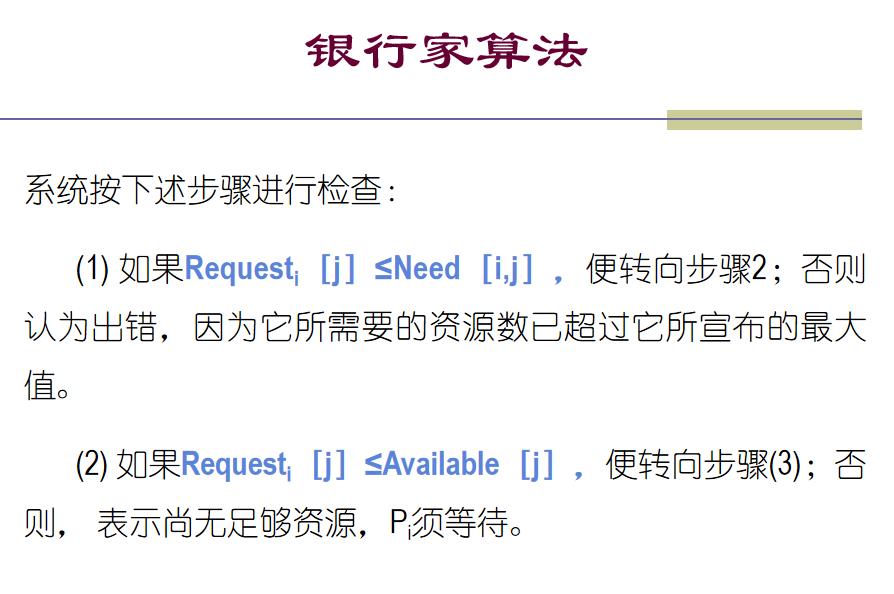 银行家算法
系统按下述步骤进行检查：
(1) 如果Requestᵢ［j］≤Need［i,j］，便转向步骤2；否则
认为出错，因为它所需要的资源数已超过它所宣布的最大
值。
(2) 如果Requestᵢ［j］≤Available［j］，便转向步骤(3)；否
则， 表示尚无足够资源，Pᵢ须等待。